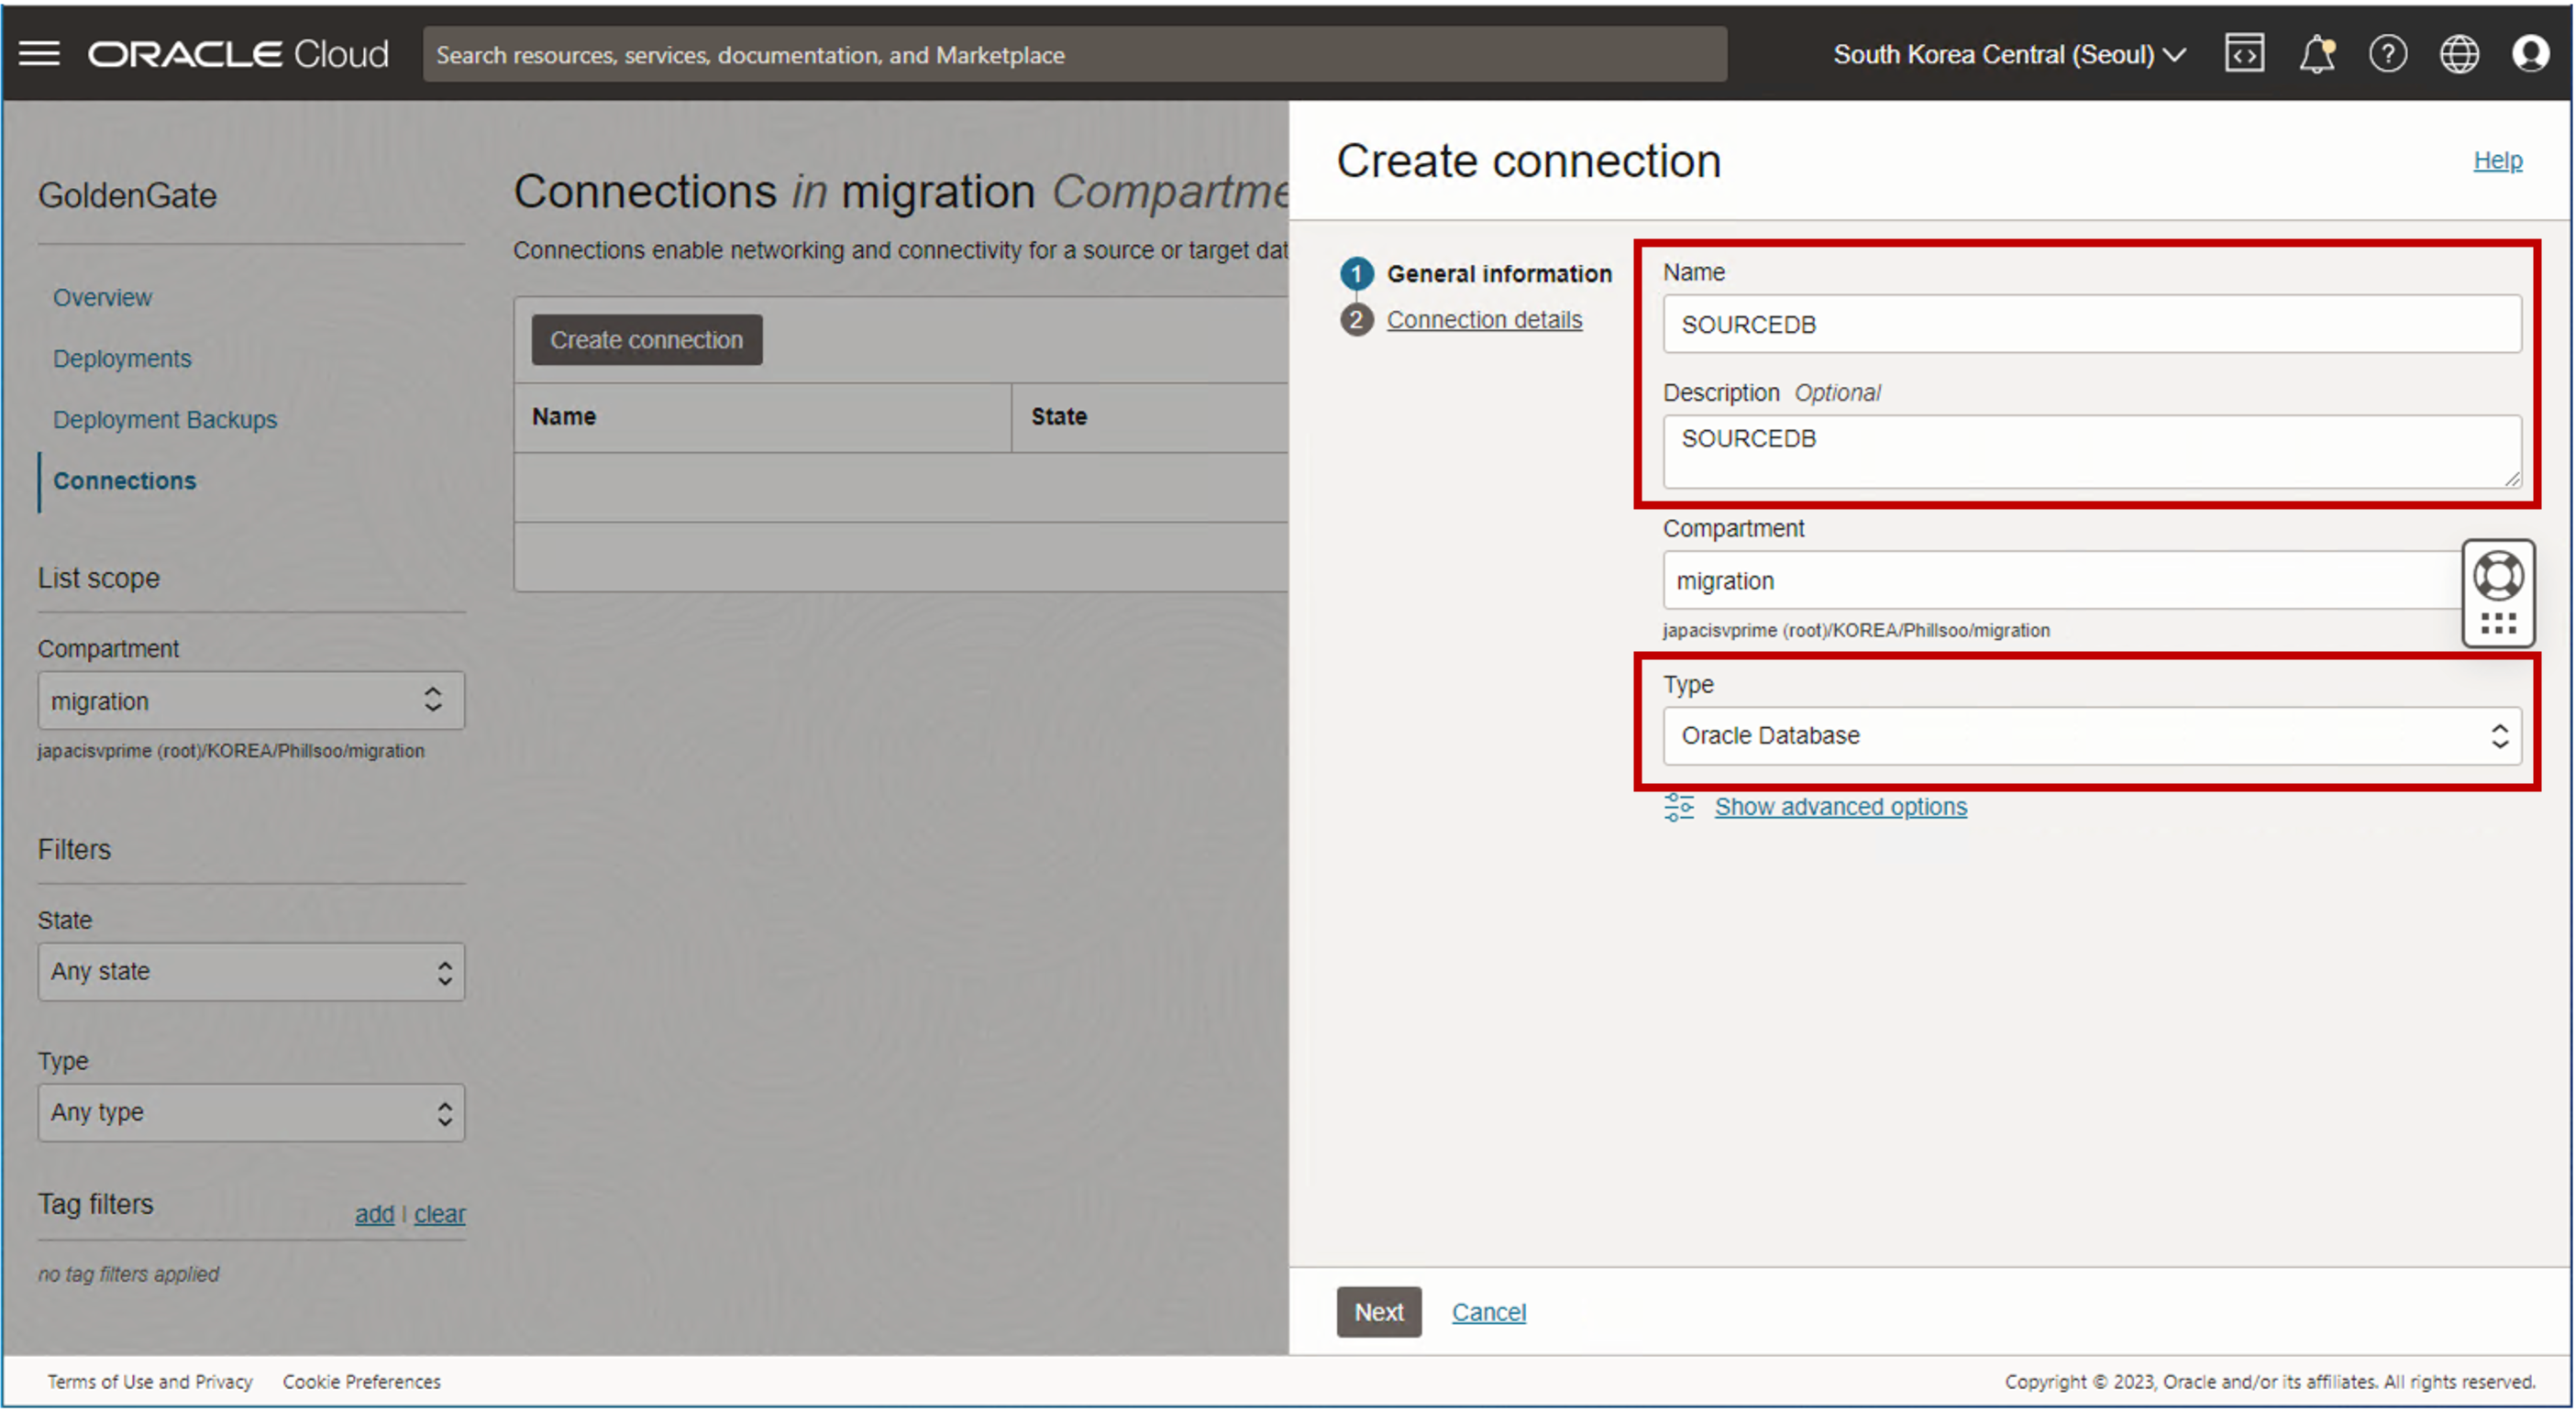 ORACLE Cloud
Search resources, services, documentation, and Marketplace
South Korea Central (Seoul)
GoldenGate
Overview
Deployments
Deployment Backups
Connections
List scope
Compartment
migration
japacisvprime (root)/KOREA/Phillsoo/migration
Filters
State
Any state
Type
Any type
Tag filters
add | clear
no tag filters applied
Connections in migration Compartme
Connections enable networking and connectivity for a source or target dat
Create connection
Name State
Create connection
Help
1 General information
2 Connection details
Name
SOURCEDB
Description Optional
SOURCEDB
Compartment
migration
japacisvprime (root)/KOREA/Phillsoo/migration
Type
Oracle Database
Show advanced options
Next Cancel
Terms of Use and Privacy Cookie Preferences
Copyright © 2023, Oracle and/or its affiliates. All rights reserved.